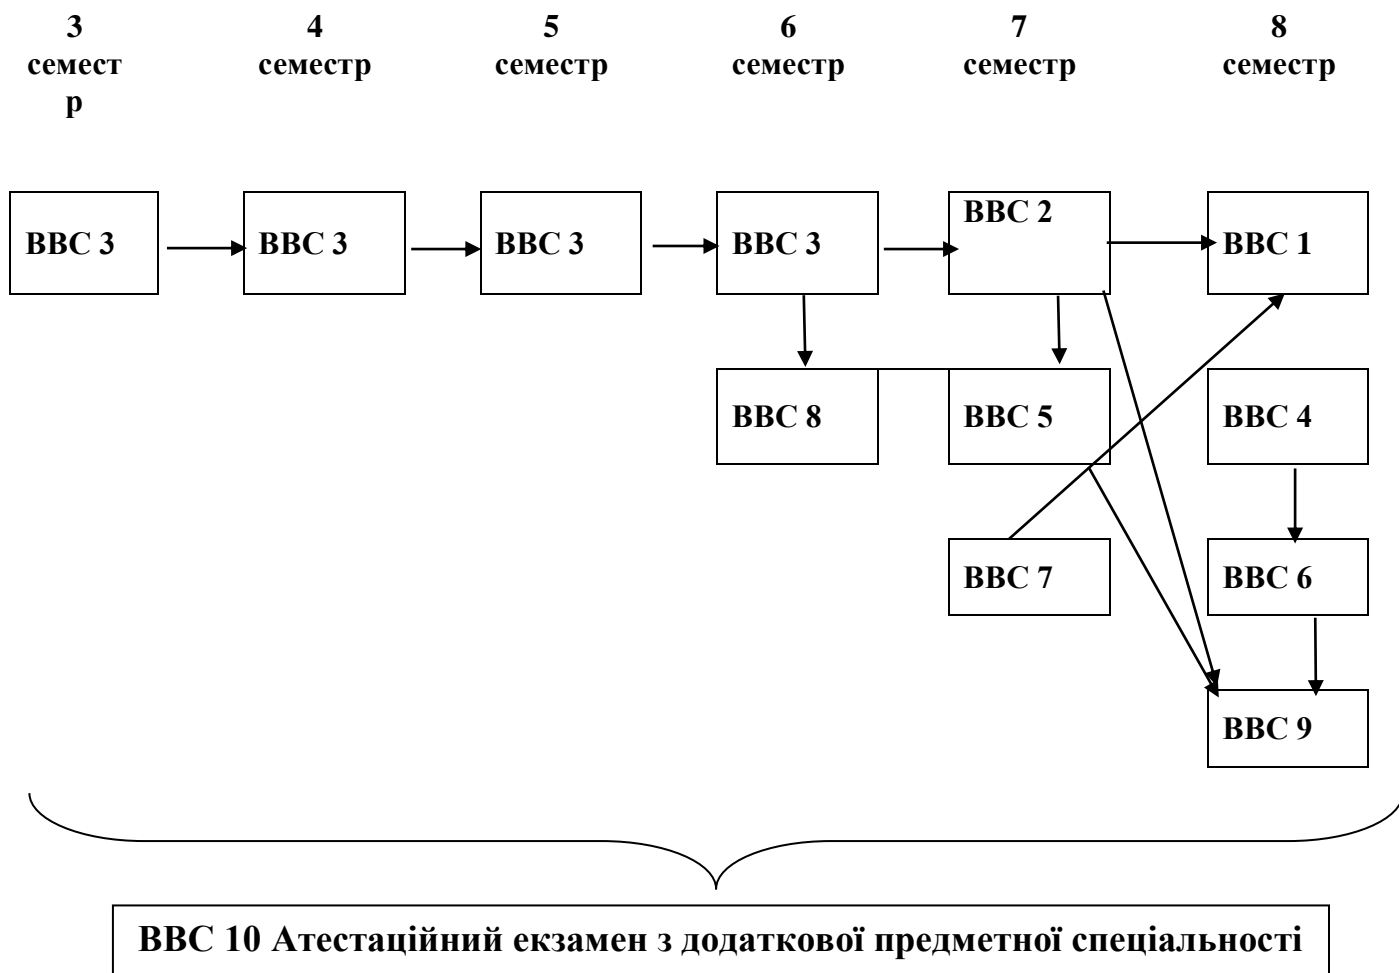 3
семест
р
4
семестр
5
семестр
6
семестр
7
семестр
8
семестр
ВВС 3
ВВС 3
ВВС 3
ВВС 3
ВВС 2
ВВС 1
ВВС 8
ВВС 5
ВВС 4
ВВС 7
ВВС 6
ВВС 9
ВВС 10 Атестаційний екзамен з додаткової предметної спеціальності